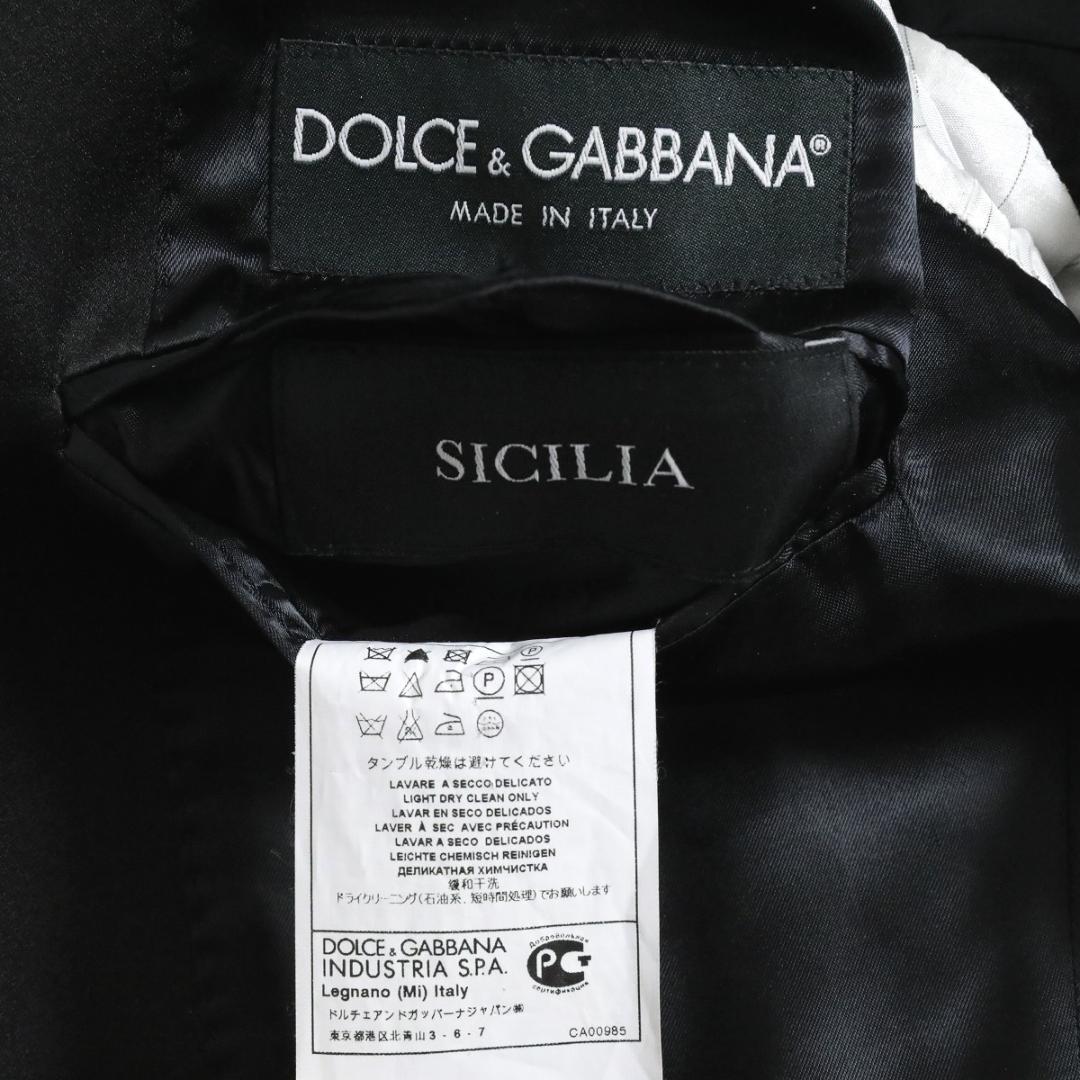 DOLCE & GABBANA®
MADE IN ITALY
SICILIA
P
P
タンブル乾燥は避けてください
LAVARE A SECCO DELICATO
LIGHT DRY CLEAN ONLY
LAVAR EN SECO DELICADOS
LAVER À SEC AVEC PRÉCAUTION
LAVAR A SECO DELICADOS
LEICHTE CHEMISCH REINIGEN
ДЕЛИКАТНАЯ ХИМЧИСТКА
缓和干洗
ドライクリーニング(石油系、短時間処理)でお願いします
DOLCE & GABBANA
INDUSTRIA S.P.A.
Legnano (Mi) Italy
Добровольная
РСТ
сертификация
ドルチェアンドガッバーナジャパン㈱
東京都港区北青山3-6-7
CA00985